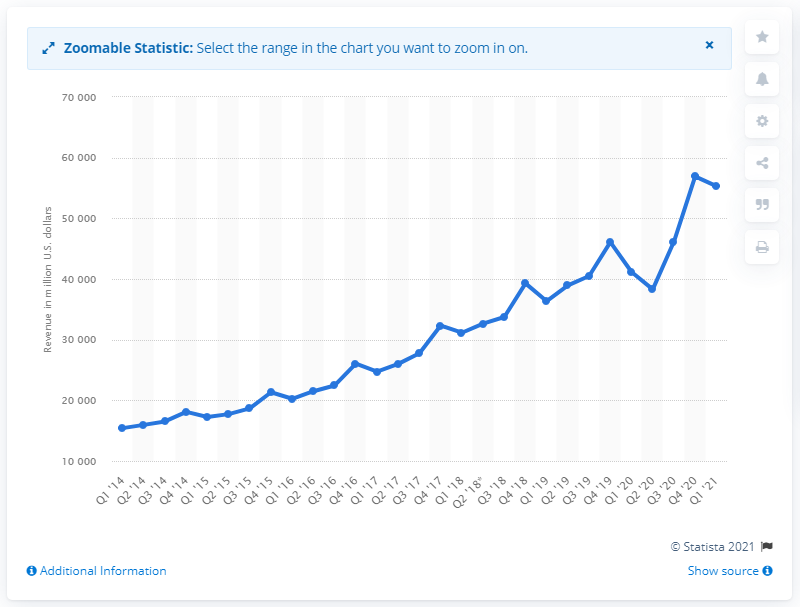 Zoomable Statistic: Select the range in the chart you want to zoom in on.
Revenue in million U.S. dollars
70 000
60 000
50 000
40 000
30 000
20 000
10 000
Q1 '14
Q2 '14
Q3 '14
Q4 '14
Q1 '15
Q2 '15
Q3 '15
Q4 '15
Q1 '16
Q2 '16
Q3 '16
Q4 '16
Q1 '17
Q2 '17
Q3 '17
Q4 '17
Q1 '18
Q2 '18*
Q3 '18
Q4 '18
Q1 '19
Q2 '19
Q3 '19
Q4 '19
Q1 '20
Q2 '20
Q3 '20
Q4 '20
Q1 '21
© Statista 2021
Additional Information
Show source